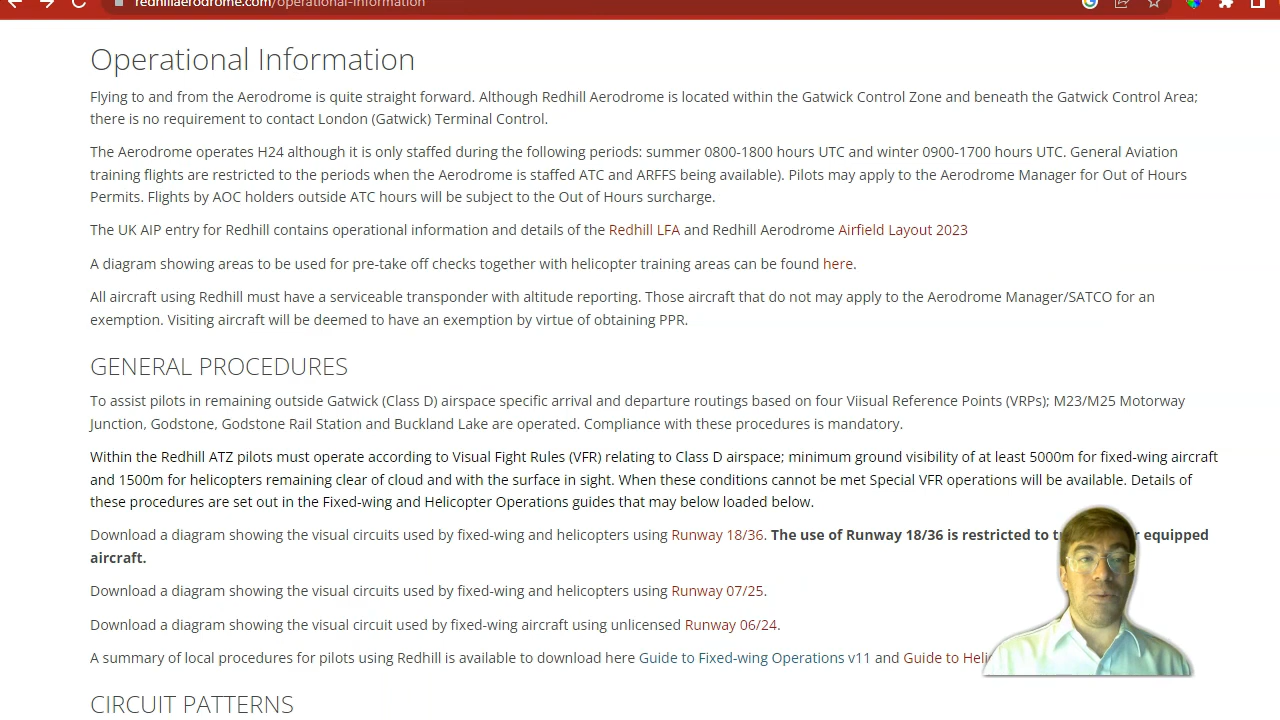 redhillaerodrome.com/operational-information
Operational Information
Flying to and from the Aerodrome is quite straight forward. Although Redhill Aerodrome is located within the Gatwick Control Zone and beneath the Gatwick Control Area;
there is no requirement to contact London (Gatwick) Terminal Control.
The Aerodrome operates H24 although it is only staffed during the following periods: summer 0800-1800 hours UTC and winter 0900-1700 hours UTC. General Aviation
training flights are restricted to the periods when the Aerodrome is staffed ATC and ARFFS being available). Pilots may apply to the Aerodrome Manager for Out of Hours
Permits. Flights by AOC holders outside ATC hours will be subject to the Out of Hours surcharge.
The UK AIP entry for Redhill contains operational information and details of the Redhill LFA and Redhill Aerodrome Airfield Layout 2023
A diagram showing areas to be used for pre-take off checks together with helicopter training areas can be found here.
All aircraft using Redhill must have a serviceable transponder with altitude reporting. Those aircraft that do not may apply to the Aerodrome Manager/SATCO for an
exemption. Visiting aircraft will be deemed to have an exemption by virtue of obtaining PPR.
GENERAL PROCEDURES
To assist pilots in remaining outside Gatwick (Class D) airspace specific arrival and departure routings based on four Viisual Reference Points (VRPs); M23/M25 Motorway
Junction, Godstone, Godstone Rail Station and Buckland Lake are operated. Compliance with these procedures is mandatory.
Within the Redhill ATZ pilots must operate according to Visual Fight Rules (VFR) relating to Class D airspace; minimum ground visibility of at least 5000m for fixed-wing aircraft
and 1500m for helicopters remaining clear of cloud and with the surface in sight. When these conditions cannot be met Special VFR operations will be available. Details of
these procedures are set out in the Fixed-wing and Helicopter Operations guides that may below loaded below.
Download a diagram showing the visual circuits used by fixed-wing and helicopters using Runway 18/36. The use of Runway 18/36 is restricted to equipped
aircraft.
Download a diagram showing the visual circuits used by fixed-wing and helicopters using Runway 07/25.
Download a diagram showing the visual circuit used by fixed-wing aircraft using unlicensed Runway 06/24.
A summary of local procedures for pilots using Redhill is available to download here Guide to Fixed-wing Operations v11 and Guide to
CIRCUIT PATTERNS